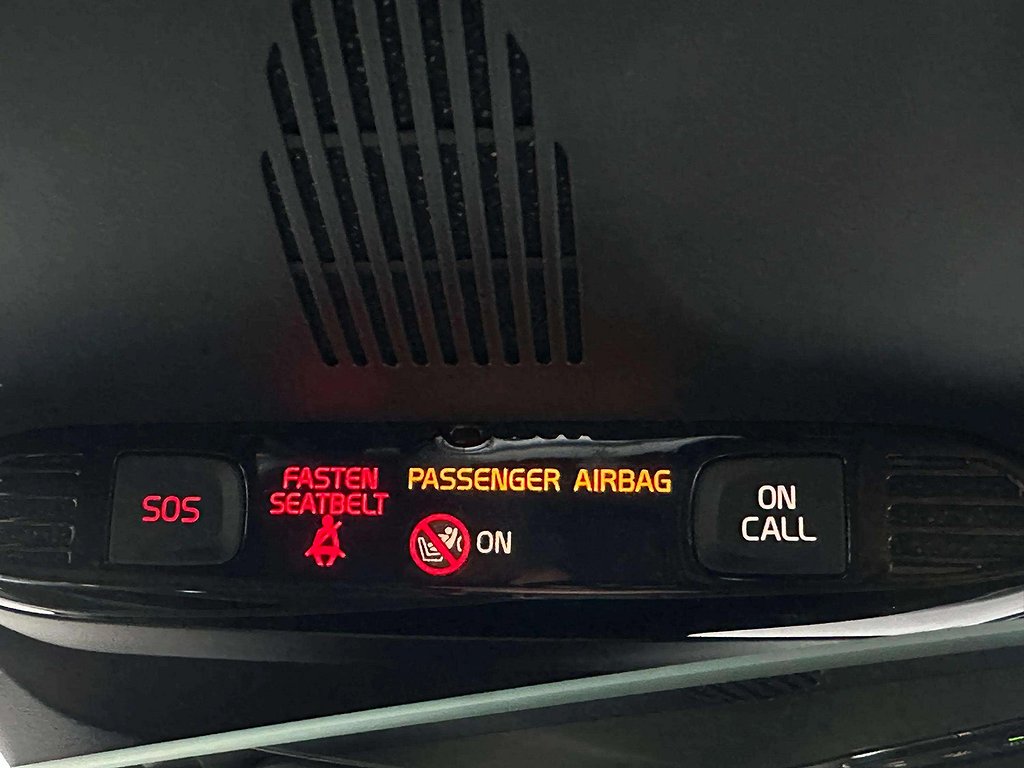 SOS
FASTEN
SEATBELT
PASSENGER AIRBAG
ON
ON
CALL